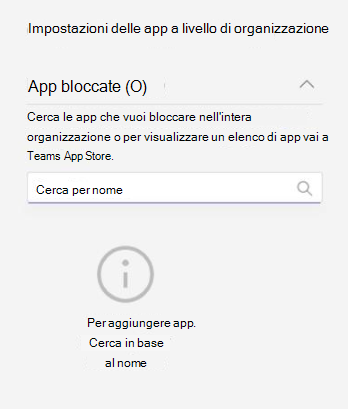 Impostazioni delle app a livello di organizzazione
App bloccate (O)
Cerca le app che vuoi bloccare nell'intera
organizzazione o per visualizzare un elenco di app vai a
Teams App Store.
Cerca per nome
Per aggiungere app.
Cerca in base
al nome